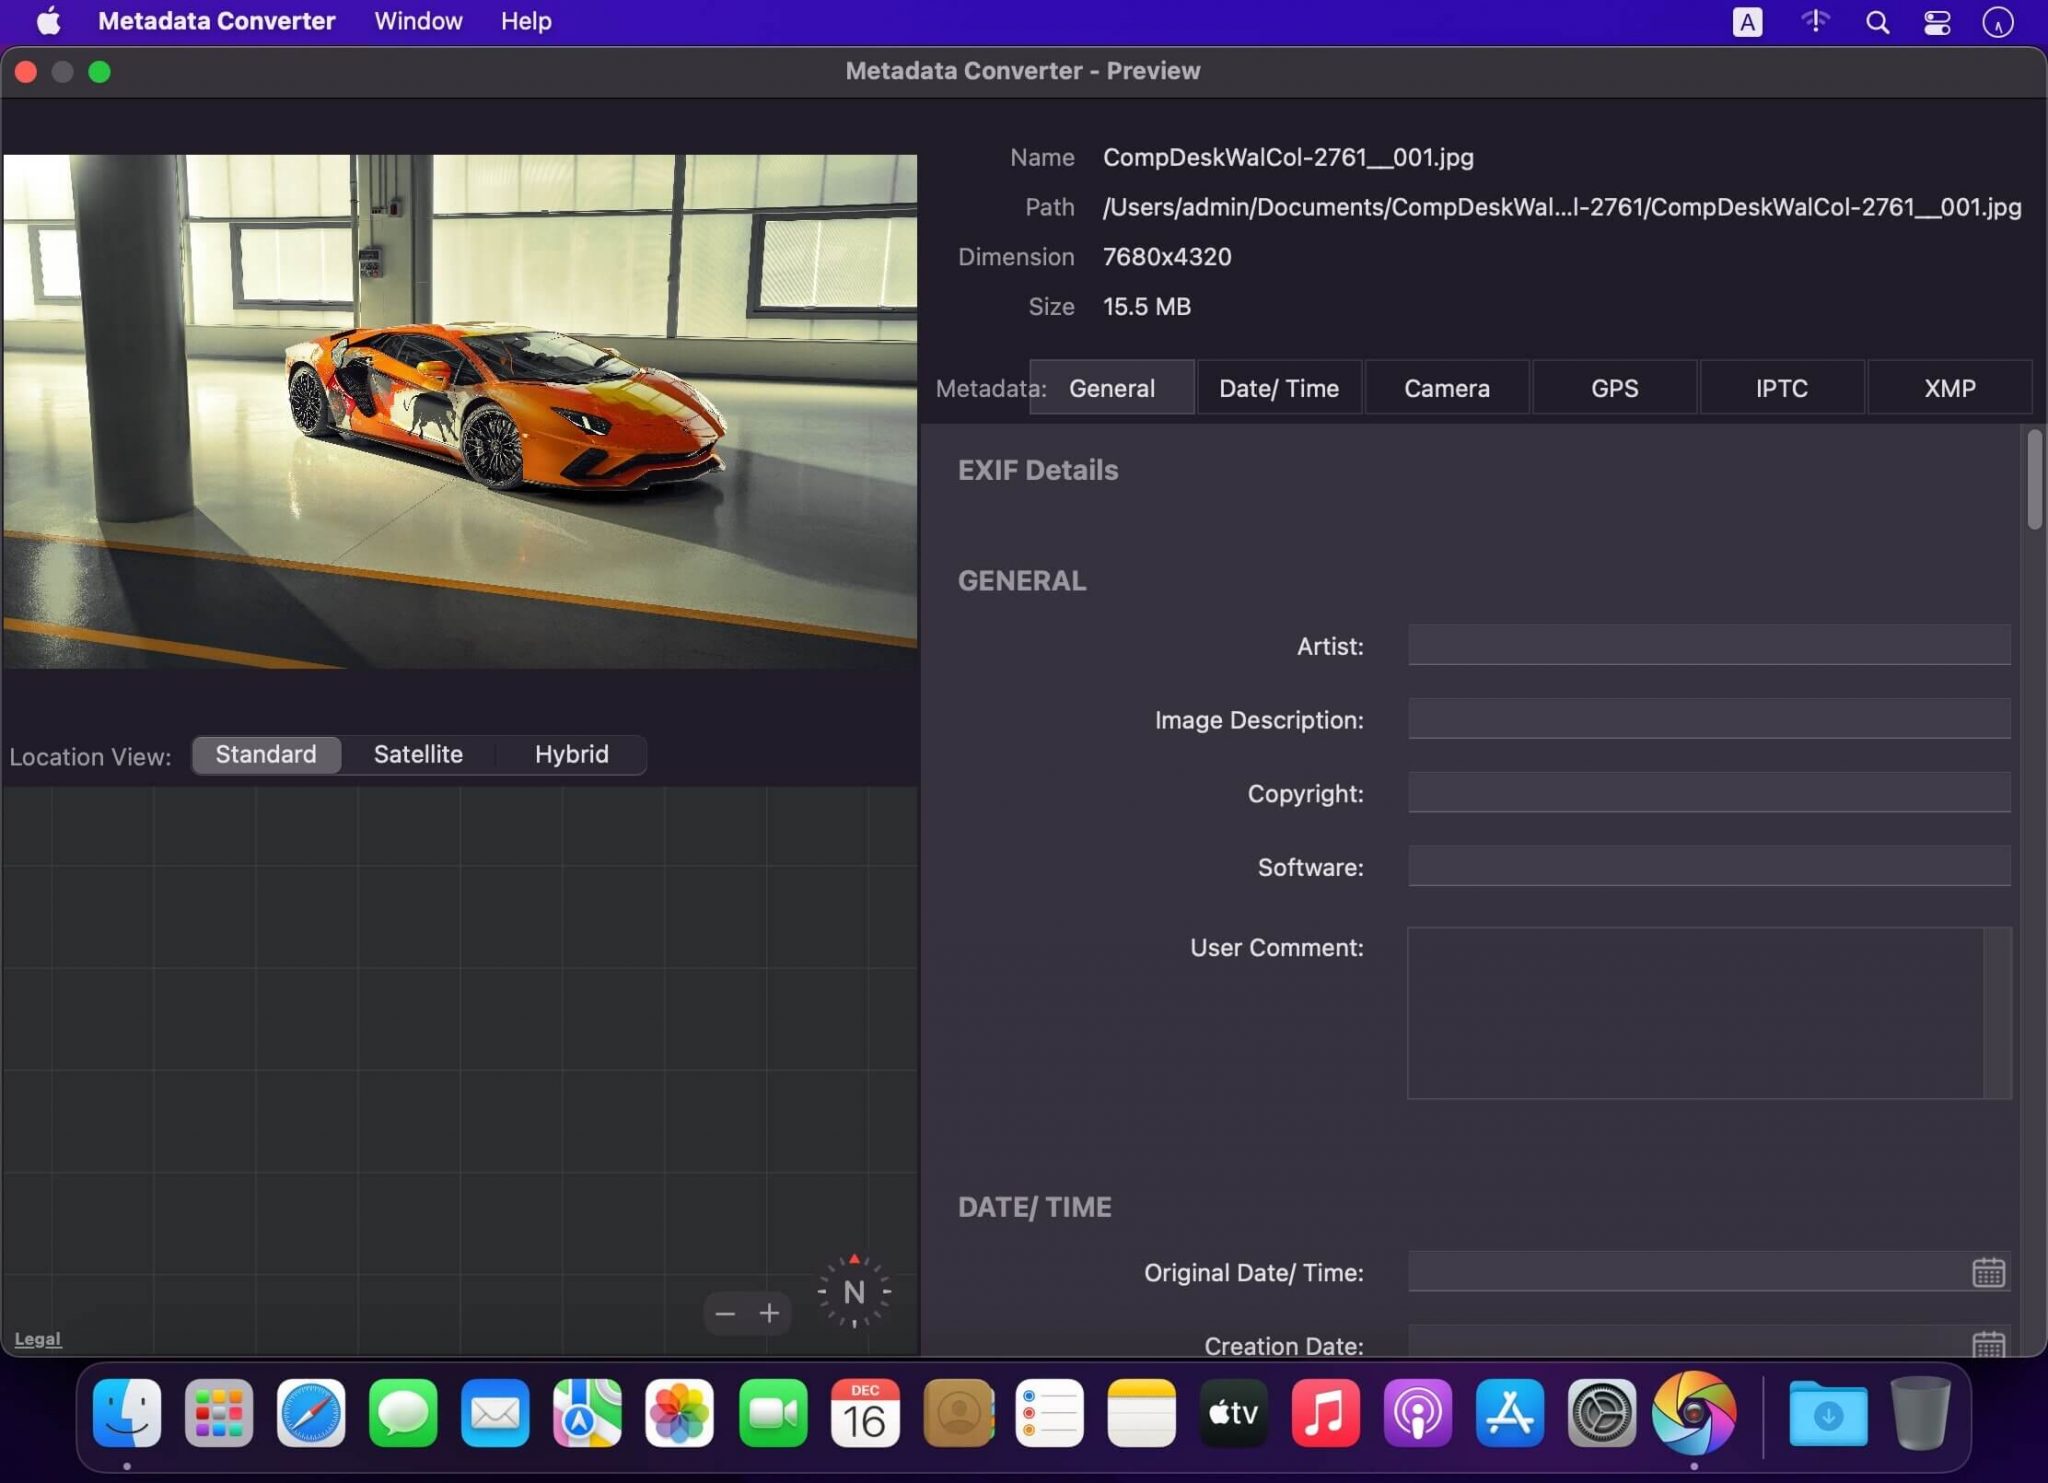 Metadata Converter Window Help A
Metadata Converter - Preview
Name CompDeskWalCol-2761__001.jpg
Path /Users/admin/Documents/CompDeskWal...l-2761/CompDeskWalCol-2761__001.jpg
Dimension 7680x4320
Size 15.5 MB
Metadata: General Date/ Time Camera GPS IPTC XMP
EXIF Details
GENERAL
Artist:
Image Description:
Copyright:
Software:
User Comment:
DATE/ TIME
Original Date/ Time:
Creation Date:
Location View: Standard Satellite Hybrid
N
Legal
DEC
16
tv